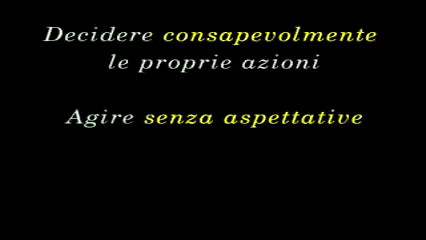 Decidere consapevolmente
le proprie azioni
Agire senza aspettative